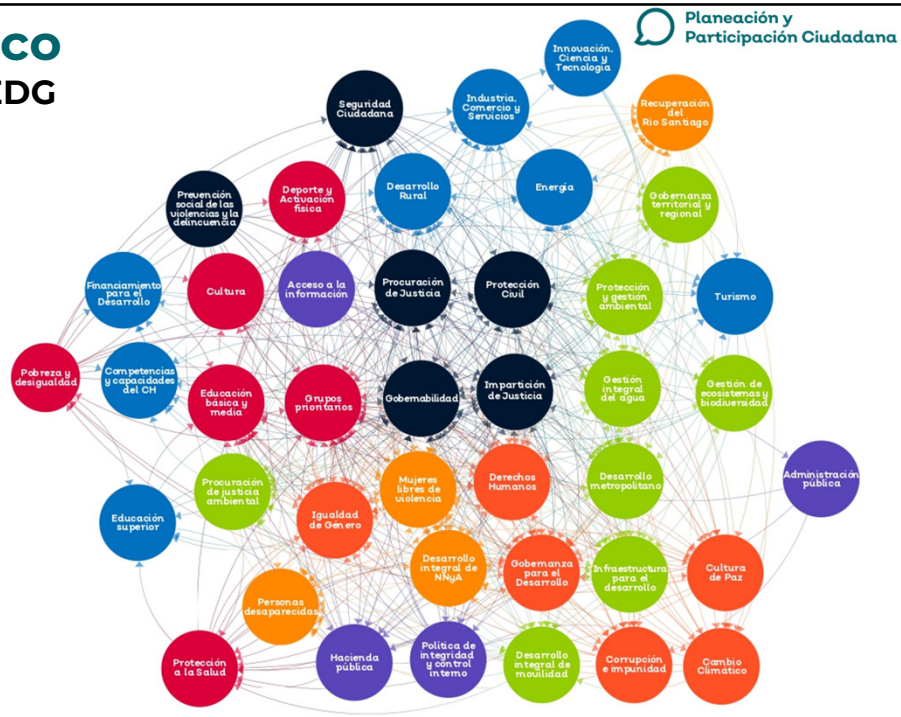 co
EDG
Planeación y
Participación Ciudadana
Innovación,
Ciencia y
Tecnología
Seguridad
Ciudadana
Industria,
Comercio y
Servicios
Recuperación
del
Río Santiago
Prevención
social de las
violencias y la
delincuencia
Deporte y
Activación
física
Desarrollo
Rural
Energía
Gobernanza
territorial y
regional
Financiamiento
para el
Desarrollo
Cultura
Acceso a la
información
Procuración
de Justicia
Protección
Civil
Protección
y gestión
ambiental
Turismo
Pobreza y
desigualdad
Competencias
y capacidades
del CH
Educación
básica y
media
Grupos
prioritarios
Gobernabilidad
Impartición
de Justicia
Gestión
integral
del agua
Gestión de
ecosistemas y
biodiversidad
Procuración
de justicia
ambiental
Mujeres
libres de
violencia
Derechos
Humanos
Desarrollo
metropolitano
Administración
pública
Educación
superior
Igualdad
de Género
Desarrollo
integral de
NNyA
Gobernanza
para el
Desarrollo
Infraestructura
para el
desarrollo
Cultura
de Paz
Personas
desaparecidas
Protección
a la Salud
Hacienda
pública
Política de
integridad
y control
interno
Desarrollo
integral de
movilidad
Corrupción
e impunidad
Cambio
Climático